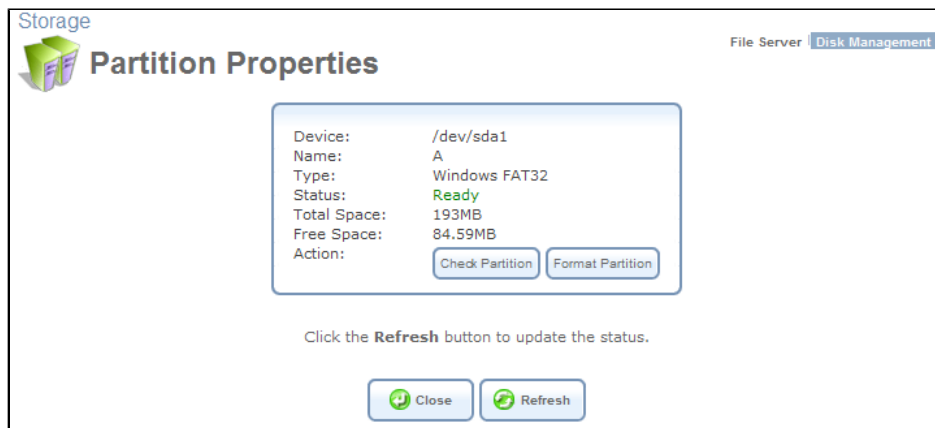 Storage
File Server | Disk Management
Partition Properties
Device: /dev/sda1
Name: A
Type: Windows FAT32
Status: Ready
Total Space: 193MB
Free Space: 84.59MB
Action: Check Partition Format Partition
Click the Refresh button to update the status.
Close Refresh